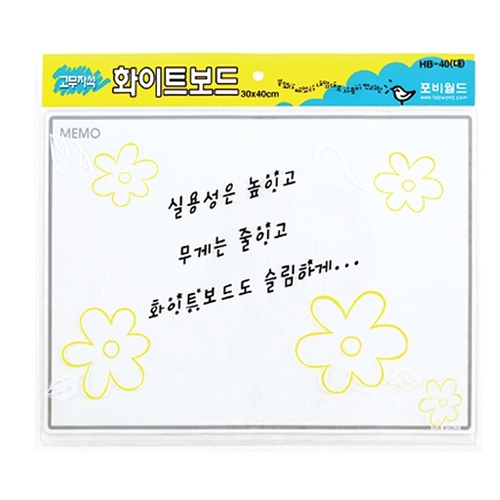 고무자석
화이트보드
30x40cm
HB-40(대)
포비월드
MEMO
실용성은 높이고
무게는 줄이고
화이트보드도 슬림하게...